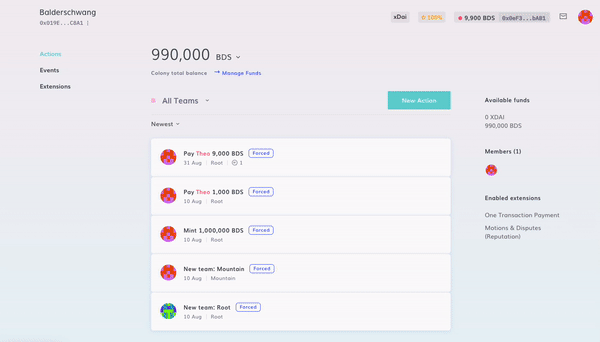 Balderschwang
0x019E...C8A1
xDai
100%
9,900 BDS
0x0eF3...bAB1
Actions
Events
Extensions
990,000 BDS
Colony total balance
Manage Funds
All Teams
New Action
Newest
Pay Theo 9,000 BDS Forced
31 Aug Root 1
Pay Theo 1,000 BDS Forced
10 Aug Root
Mint 1,000,000 BDS Forced
10 Aug Root
New team: Mountain Forced
10 Aug Mountain
New team: Root Forced
10 Aug Root
Available funds
0 XDAI
990,000 BDS
Members (1)
Enabled extensions
One Transaction Payment
Motions & Disputes
(Reputation)